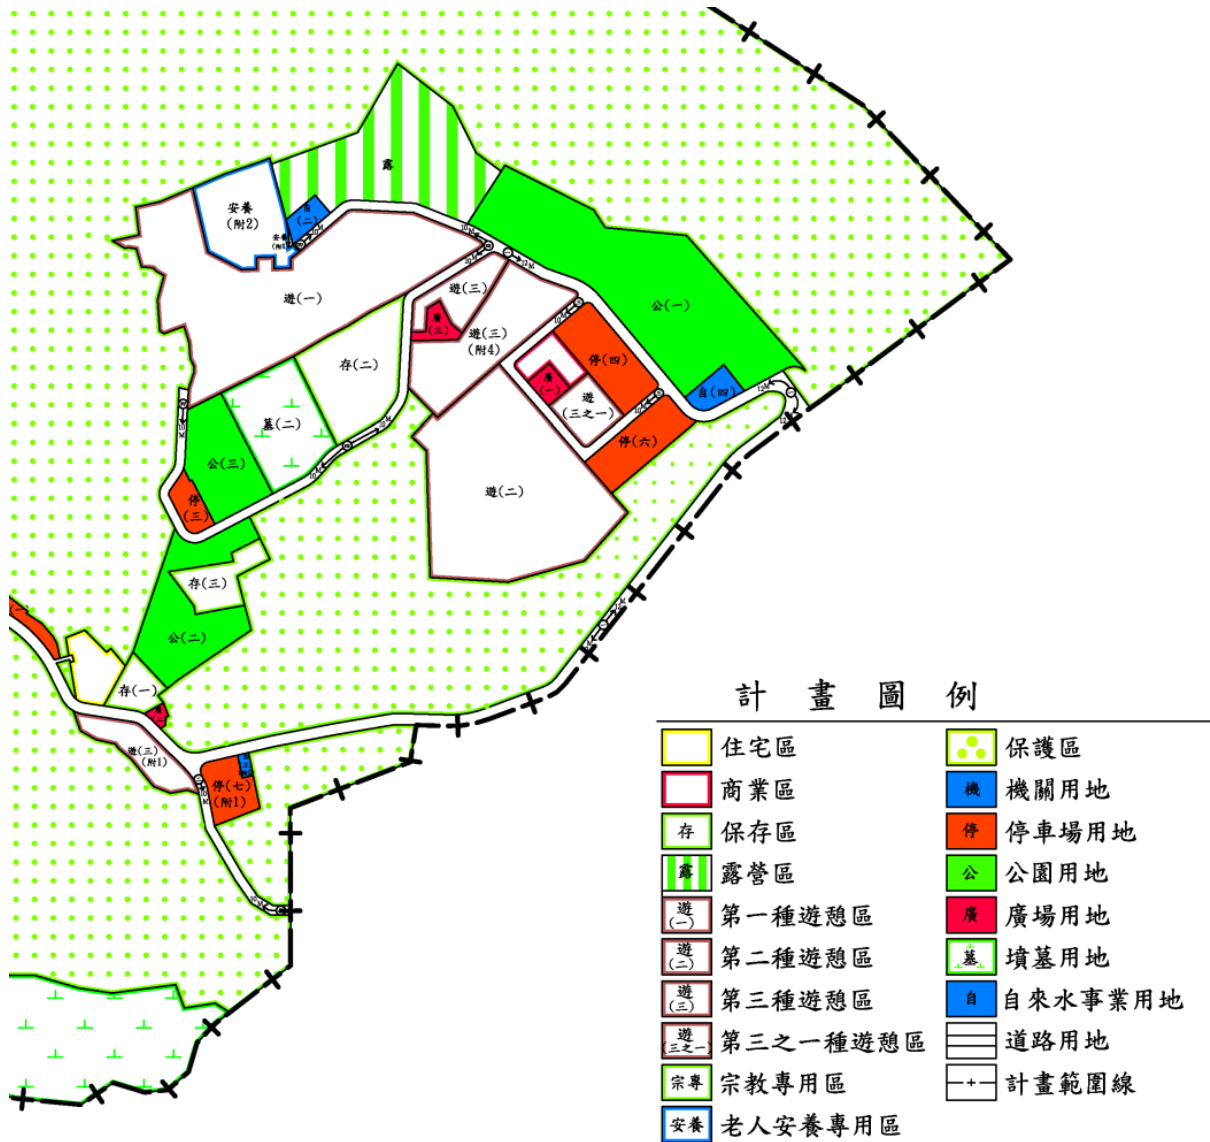 露
安養
(附2)
自
(二)
安養
遊(一)
遊(三)
廣
(三)
遊(三)
(附4)
公(一)
存(二)
停(四)
廣
(一)
遊
(三之一)
自(四)
墓(二)
公(三)
停(六)
停
(三)
遊(二)
存(三)
公(二)
存(一)
遊(三)
(附1)
停(七)
(附1)
計畫圖例
住宅區
商業區
存 保存區
露 露營區
遊(一) 第一種遊憩區
遊(二) 第二種遊憩區
遊(三) 第三種遊憩區
遊(三之一) 第三之一種遊憩區
宗專 宗教專用區
安養 老人安養專用區
保護區
機 機關用地
停 停車場用地
公 公園用地
廣 廣場用地
墓 墳墓用地
自 自來水事業用地
道路用地
計畫範圍線